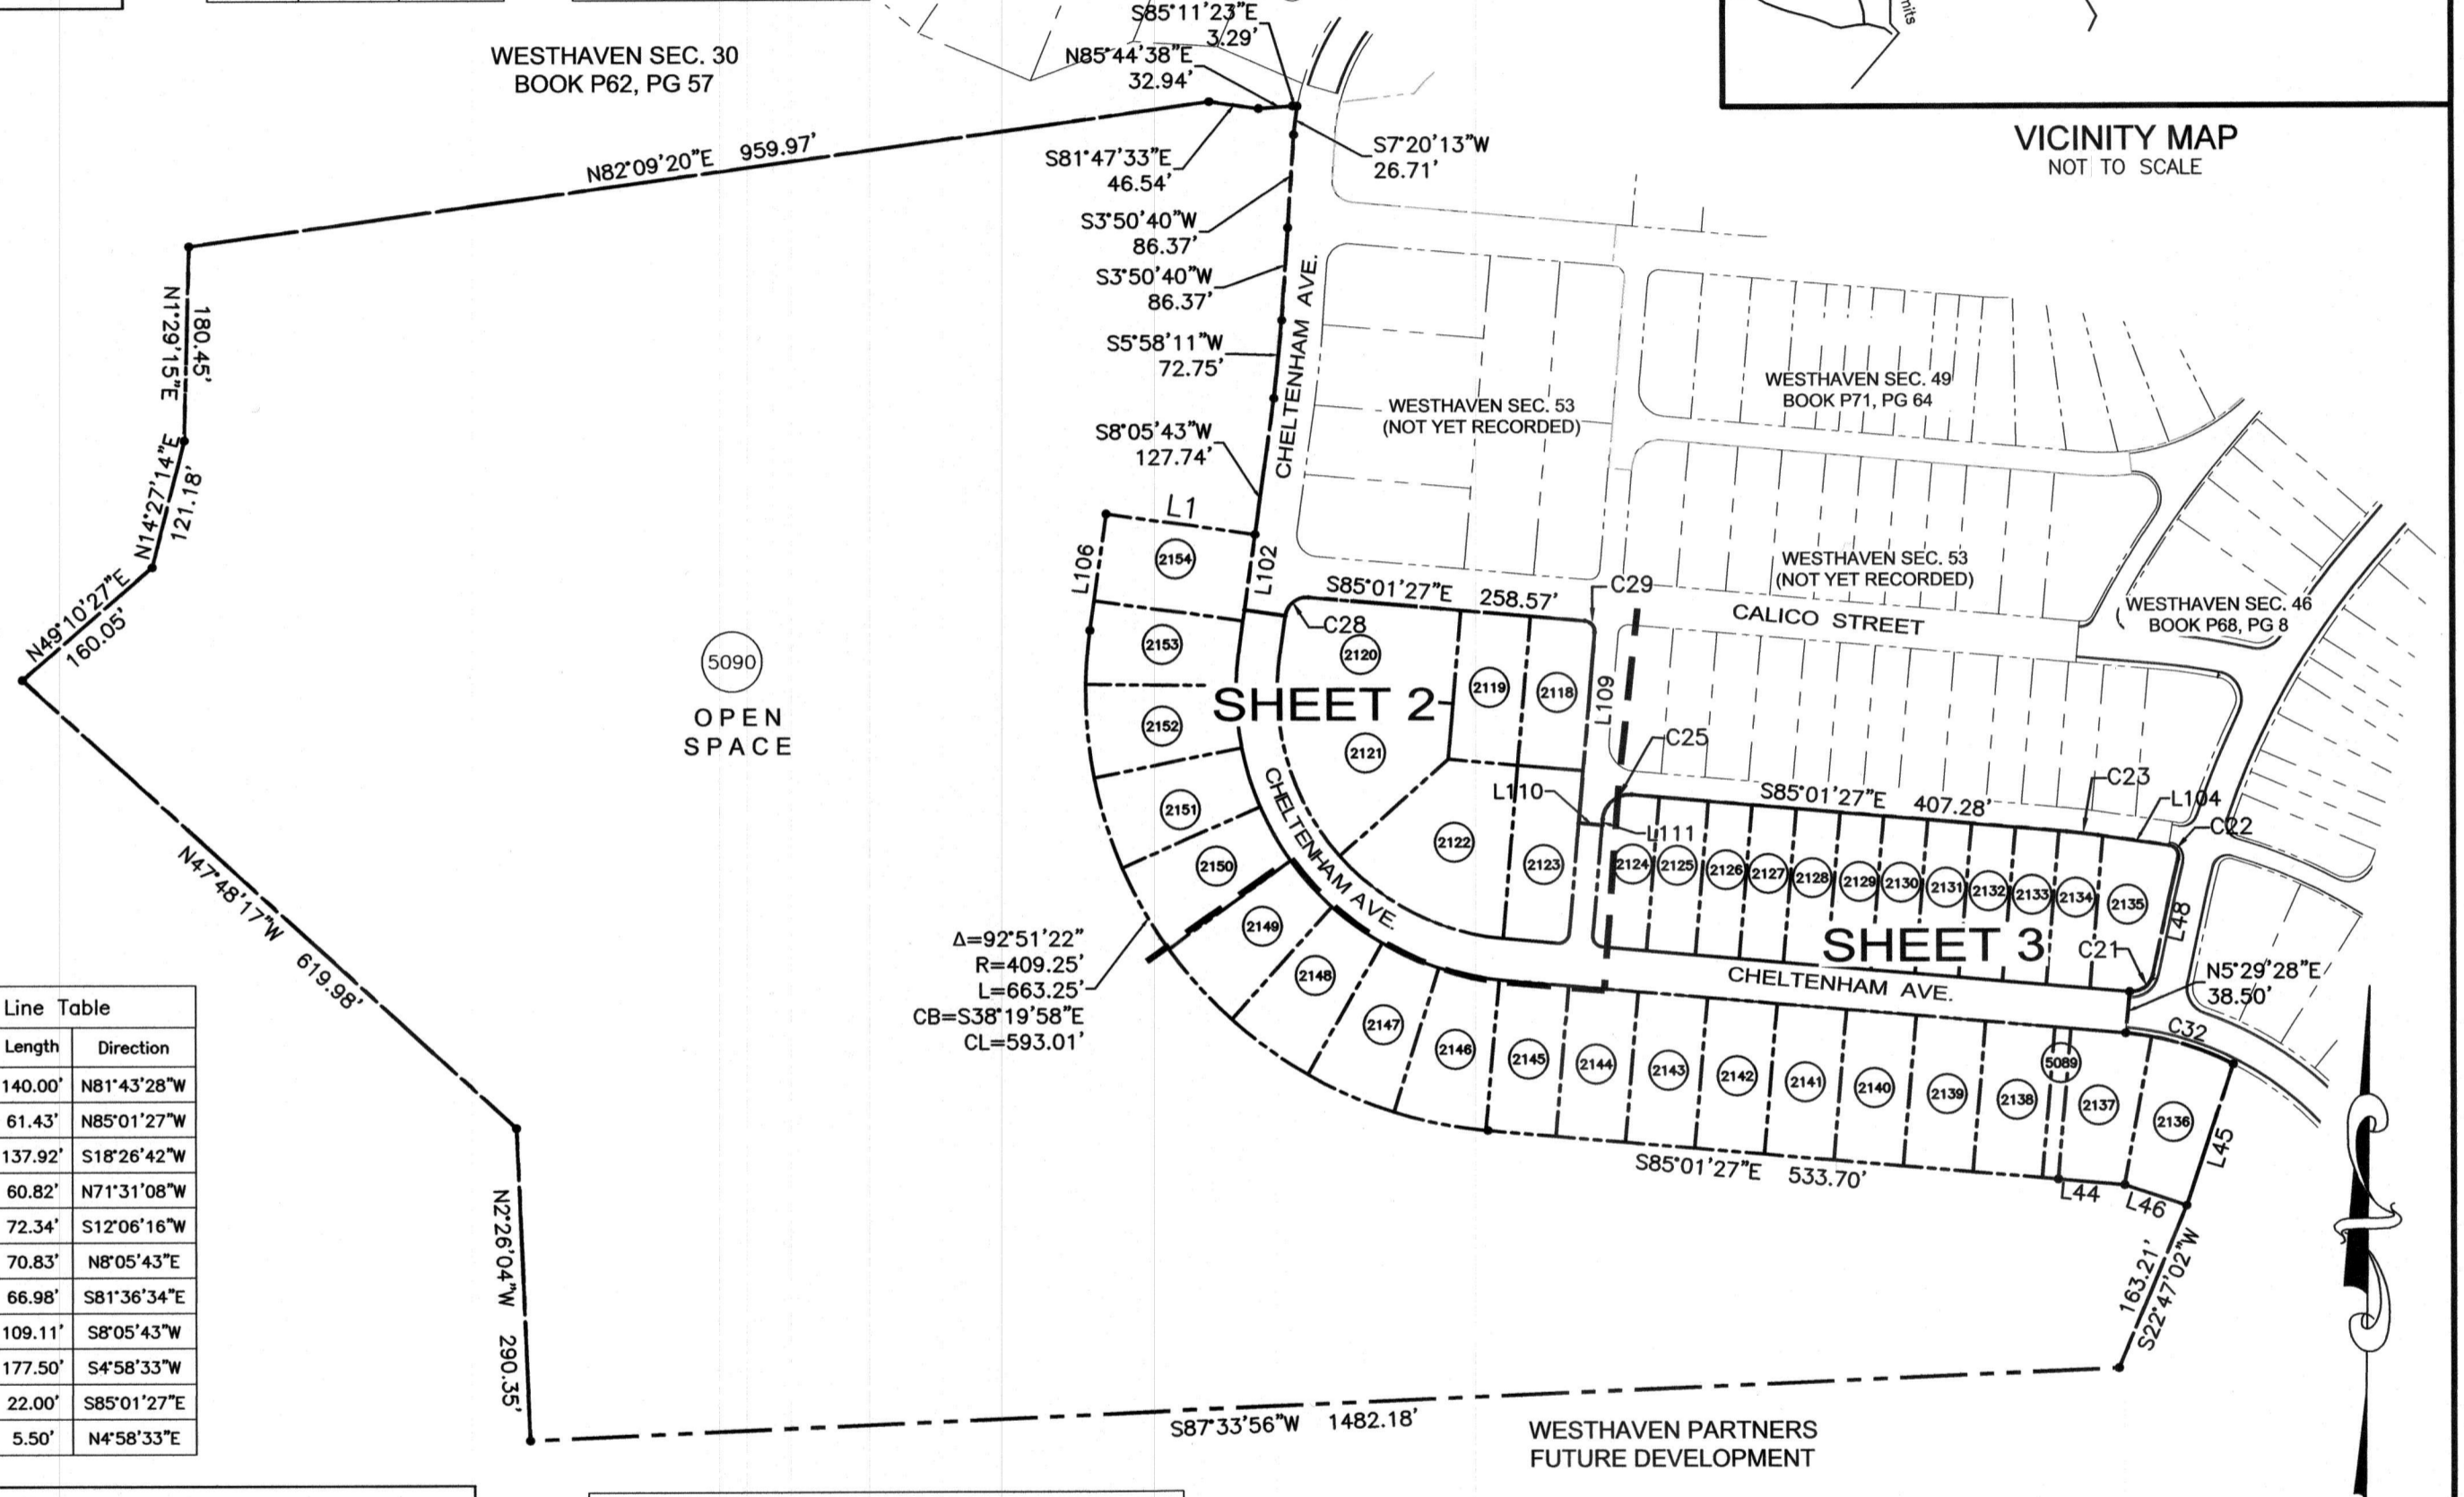 WESTHAVEN SEC. 30
BOOK P62, PG 57
S85°11'23"E
3.29'
N85°44'38"E
32.94'
mits
VICINITY MAP
NOT TO SCALE
N82°09'20"E 959.97'
S81°47'33"E
46.54'
S7°20'13"W
26.71'
S3°50'40"W
86.37'
S3°50'40"W
86.37'
S5°58'11"W
72.75'
S8°05'43"W
127.74'
CHELTENHAM AVE.
N1°29'15"E
180.45'
N14°27'14"E
121.18'
N49°10'27"E
160.05'
WESTHAVEN SEC. 53
(NOT YET RECORDED)
WESTHAVEN SEC. 49
BOOK P71, PG 64
WESTHAVEN SEC. 53
(NOT YET RECORDED)
CALICO STREET
WESTHAVEN SEC. 46
BOOK P68, PG 8
L1
L106
L102
2154
2153
2152
2151
2150
2149
2148
2147
2146
2145
2144
2143
2142
2141
2140
2139
2138
5089
2137
2136
S85°01'27"E 258.57'
C29
C28
2120
2119
2118
L109
SHEET 2
2121
C25
L110
L111
2122
2123
CHELTENHAM AVE.
CHELTENHAM AVE.
5090
OPEN
SPACE
S85°01'27"E 407.28'
C23
L104
C22
2124
2125
2126
2127
2128
2129
2130
2131
2132
2133
2134
2135
L48
SHEET 3
C21
CHELTENHAM AVE.
N5°29'28"E
38.50'
C32
Δ=92°51'22"
R=409.25'
L=663.25'
CB=S38°19'58"E
CL=593.01'
N47°48'17"W 619.98'
N2°26'04"W 290.35'
S85°01'27"E 533.70'
L44
L46
L45
163.21'
S22°47'02"W
S87°33'56"W 1482.18'
WESTHAVEN PARTNERS
FUTURE DEVELOPMENT
Line Table
Length Direction
140.00' N81°43'28"W
61.43' N85°01'27"W
137.92' S18°26'42"W
60.82' N71°31'08"W
72.34' S12°06'16"W
70.83' N8°05'43"E
66.98' S81°36'34"E
109.11' S8°05'43"W
177.50' S4°58'33"W
22.00' S85°01'27"E
5.50' N4°58'33"E